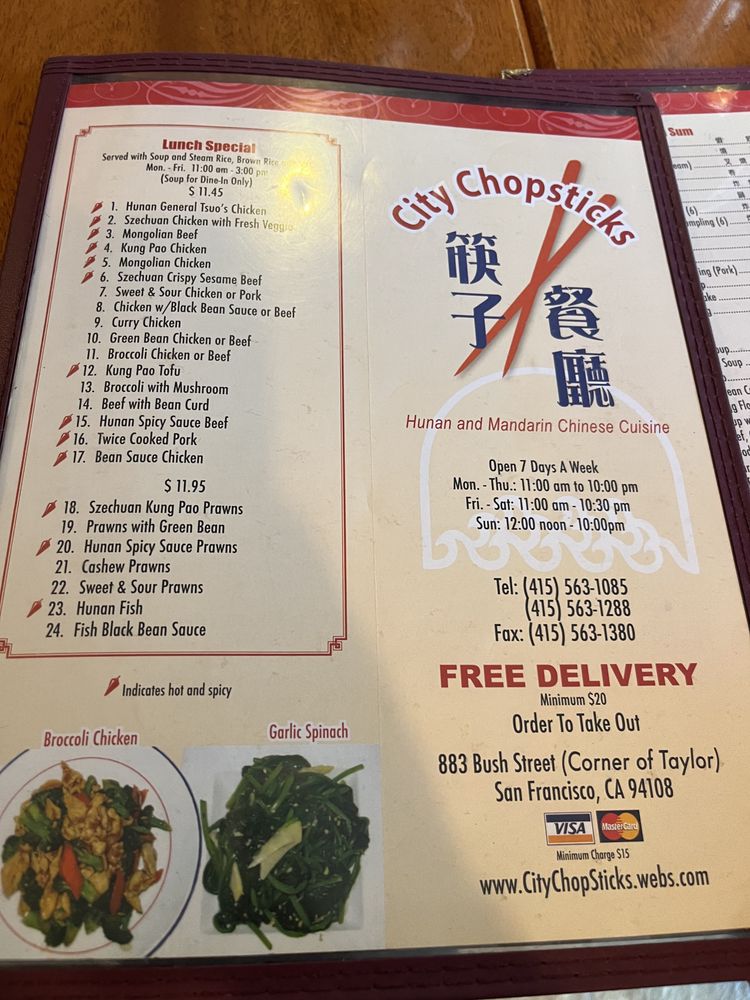 Lunch Special
Served with Soup and Steam Rice, Brown Rice
Mon. - Fri. 11:00 am - 3:00 pm
(Soup for Dine-In Only)
$ 11.45
1. Hunan General Tsuo's Chicken
2. Szechuan Chicken with Fresh Veggie
3. Mongolian Beef
4. Kung Pao Chicken
5. Mongolian Chicken
6. Szechuan Crispy Sesame Beef
7. Sweet & Sour Chicken or Pork
8. Chicken w/Black Bean Sauce or Beef
9. Curry Chicken
10. Green Bean Chicken or Beef
11. Broccoli Chicken or Beef
12. Kung Pao Tofu
13. Broccoli with Mushroom
14. Beef with Bean Curd
15. Hunan Spicy Sauce Beef
16. Twice Cooked Pork
17. Bean Sauce Chicken
$ 11.95
18. Szechuan Kung Pao Prawns
19. Prawns with Green Bean
20. Hunan Spicy Sauce Prawns
21. Cashew Prawns
22. Sweet & Sour Prawns
23. Hunan Fish
24. Fish Black Bean Sauce
Indicates hot and spicy
Broccoli Chicken
Garlic Spinach
City Chopsticks
筷子
餐廳
Hunan and Mandarin Chinese Cuisine
Open 7 Days A Week
Mon. - Thu.: 11:00 am to 10:00 pm
Fri. - Sat: 11:00 am - 10:30 pm
Sun: 12:00 noon - 10:00pm
Tel: (415) 563-1085
(415) 563-1288
Fax: (415) 563-1380
FREE DELIVERY
Minimum $20
Order To Take Out
883 Bush Street (Corner of Taylor)
San Francisco, CA 94108
VISA
MasterCard
Minimum Charge $15
www.CityChopSticks.webs.com
Sum
(6)
(6)
(Pork)
Soup